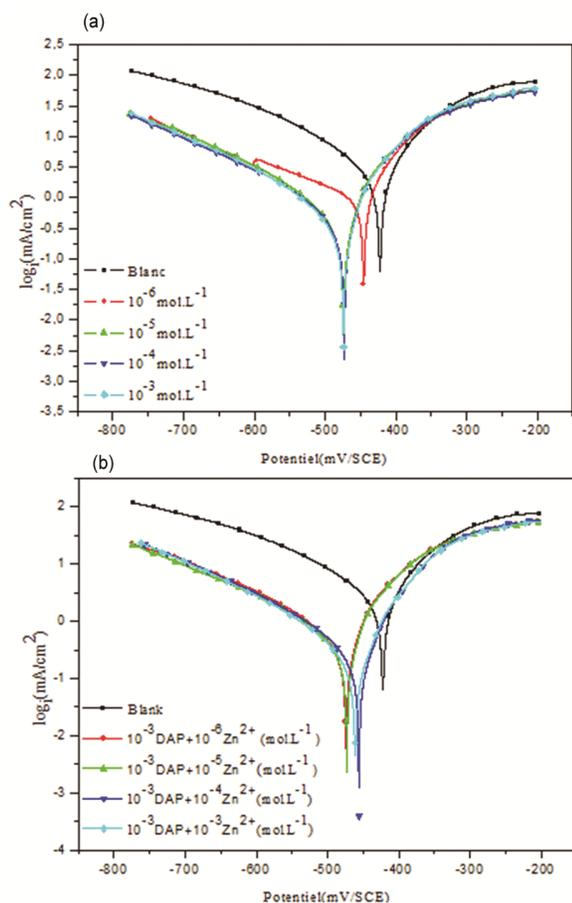 (a)
2,5
2,0
1,5
1,0
0,5
0,0
-0,5
-1,0
-1,5
-2,0
-2,5
-3,0
-3,5
log i(mA/cm²)
Blanc
10⁻⁶mol.L⁻¹
10⁻⁵mol.L⁻¹
10⁻⁴mol.L⁻¹
10⁻³mol.L⁻¹
-800 -700 -600 -500 -400 -300 -200
Potentiel(mV/SCE)
(b)
2
1
0
-1
-2
-3
-4
log i(mA/cm²)
Blank
10⁻³DAP+10⁻⁶Zn²⁺(mol.L⁻¹)
10⁻³DAP+10⁻⁵Zn²⁺(mol.L⁻¹)
10⁻³DAP+10⁻⁴Zn²⁺(mol.L⁻¹)
10⁻³DAP+10⁻³Zn²⁺(mol.L⁻¹)
-800 -700 -600 -500 -400 -300 -200
Potentiel(mV/SCE)